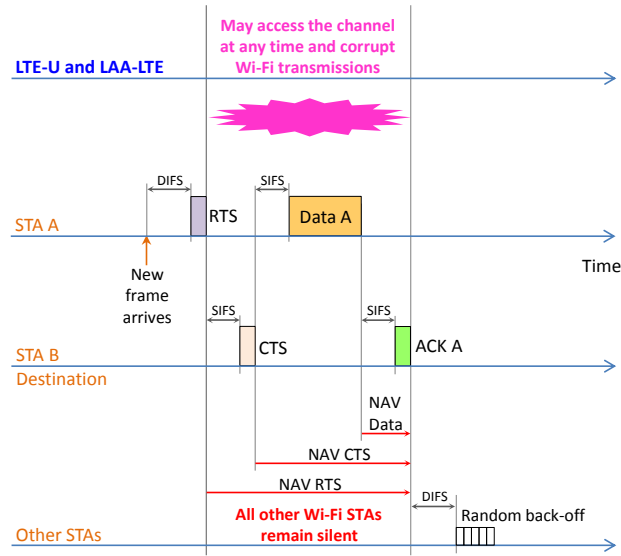 May access the channel
at any time and corrupt
Wi-Fi transmissions
LTE-U and LAA-LTE
DIFS
SIFS
RTS
Data A
STA A
Time
New
frame
arrives
SIFS
SIFS
CTS
ACK A
STA B
Destination
NAV
Data
NAV CTS
NAV RTS
DIFS
All other Wi-Fi STAs
remain silent
Random back-off
Other STAs